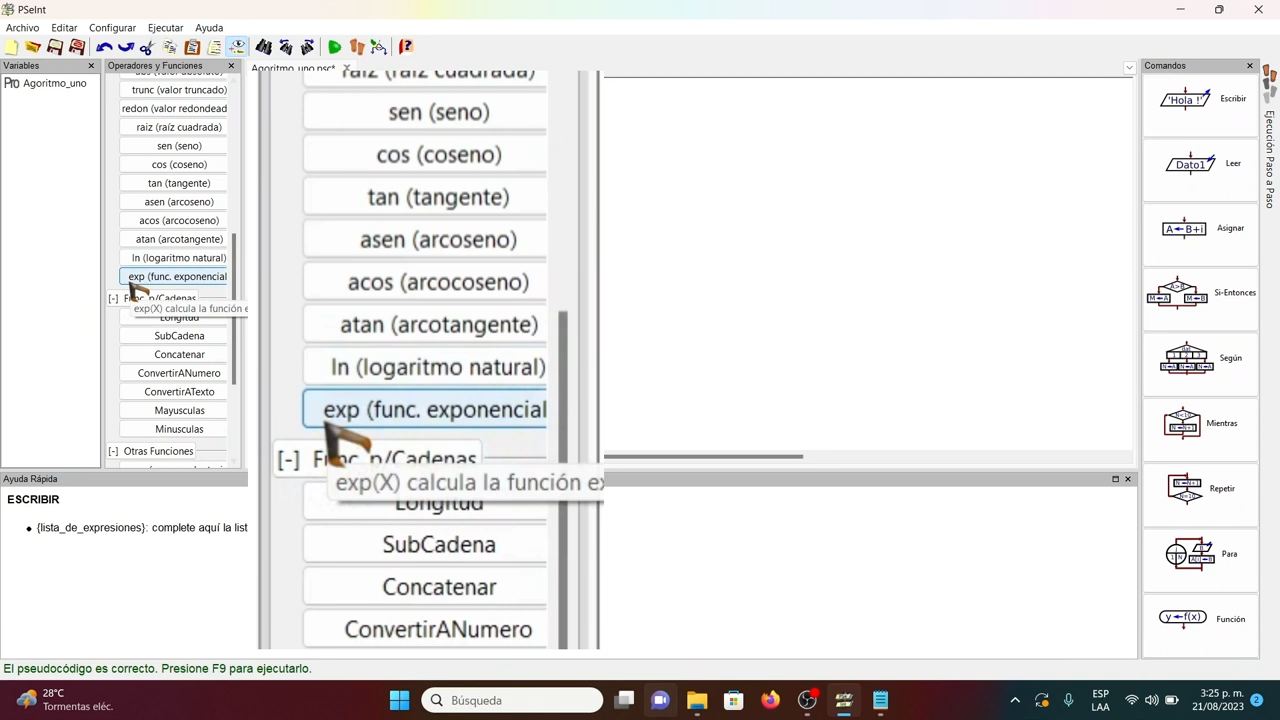 PSeInt
Archivo Editar Configurar Ejecutar Ayuda
Variables
Operadores y Funciones
Agoritmo_uno.psc*
Comandos
Agoritmo_uno
trunc (valor truncado)
redon (valor redondead
raiz (raíz cuadrada)
sen (seno)
cos (coseno)
tan (tangente)
asen (arcoseno)
acos (arcocoseno)
atan (arcotangente)
ln (logaritmo natural)
exp (func. exponencial
[-]
exp(X) calcula la función e
Longitud
SubCadena
Concatenar
ConvertirANumero
ConvertirATexto
Mayusculas
Minusculas
[-] Otras Funciones
raiz (raíz cuadrada)
sen (seno)
cos (coseno)
tan (tangente)
asen (arcoseno)
acos (arcocoseno)
atan (arcotangente)
ln (logaritmo natural)
exp (func. exponencial
[-] p/Cadenas
exp(X) calcula la función ex
Longitud
SubCadena
Concatenar
ConvertirANumero
'Hola !' Escribir
Dato1 Leer
A←B+i Asignar
A>B
M←A M←B
Si-Entonces
Según
Mientras
Repetir
Para
y←f(x) Función
Ejecución Paso a Paso
Ayuda Rápida
ESCRIBIR
{lista_de_expresiones}: complete aquí la list
El pseudocódigo es correcto. Presione F9 para ejecutarlo.
28°C
Tormentas eléc.
Búsqueda
ESP
LAA
3:25 p. m.
21/08/2023
2